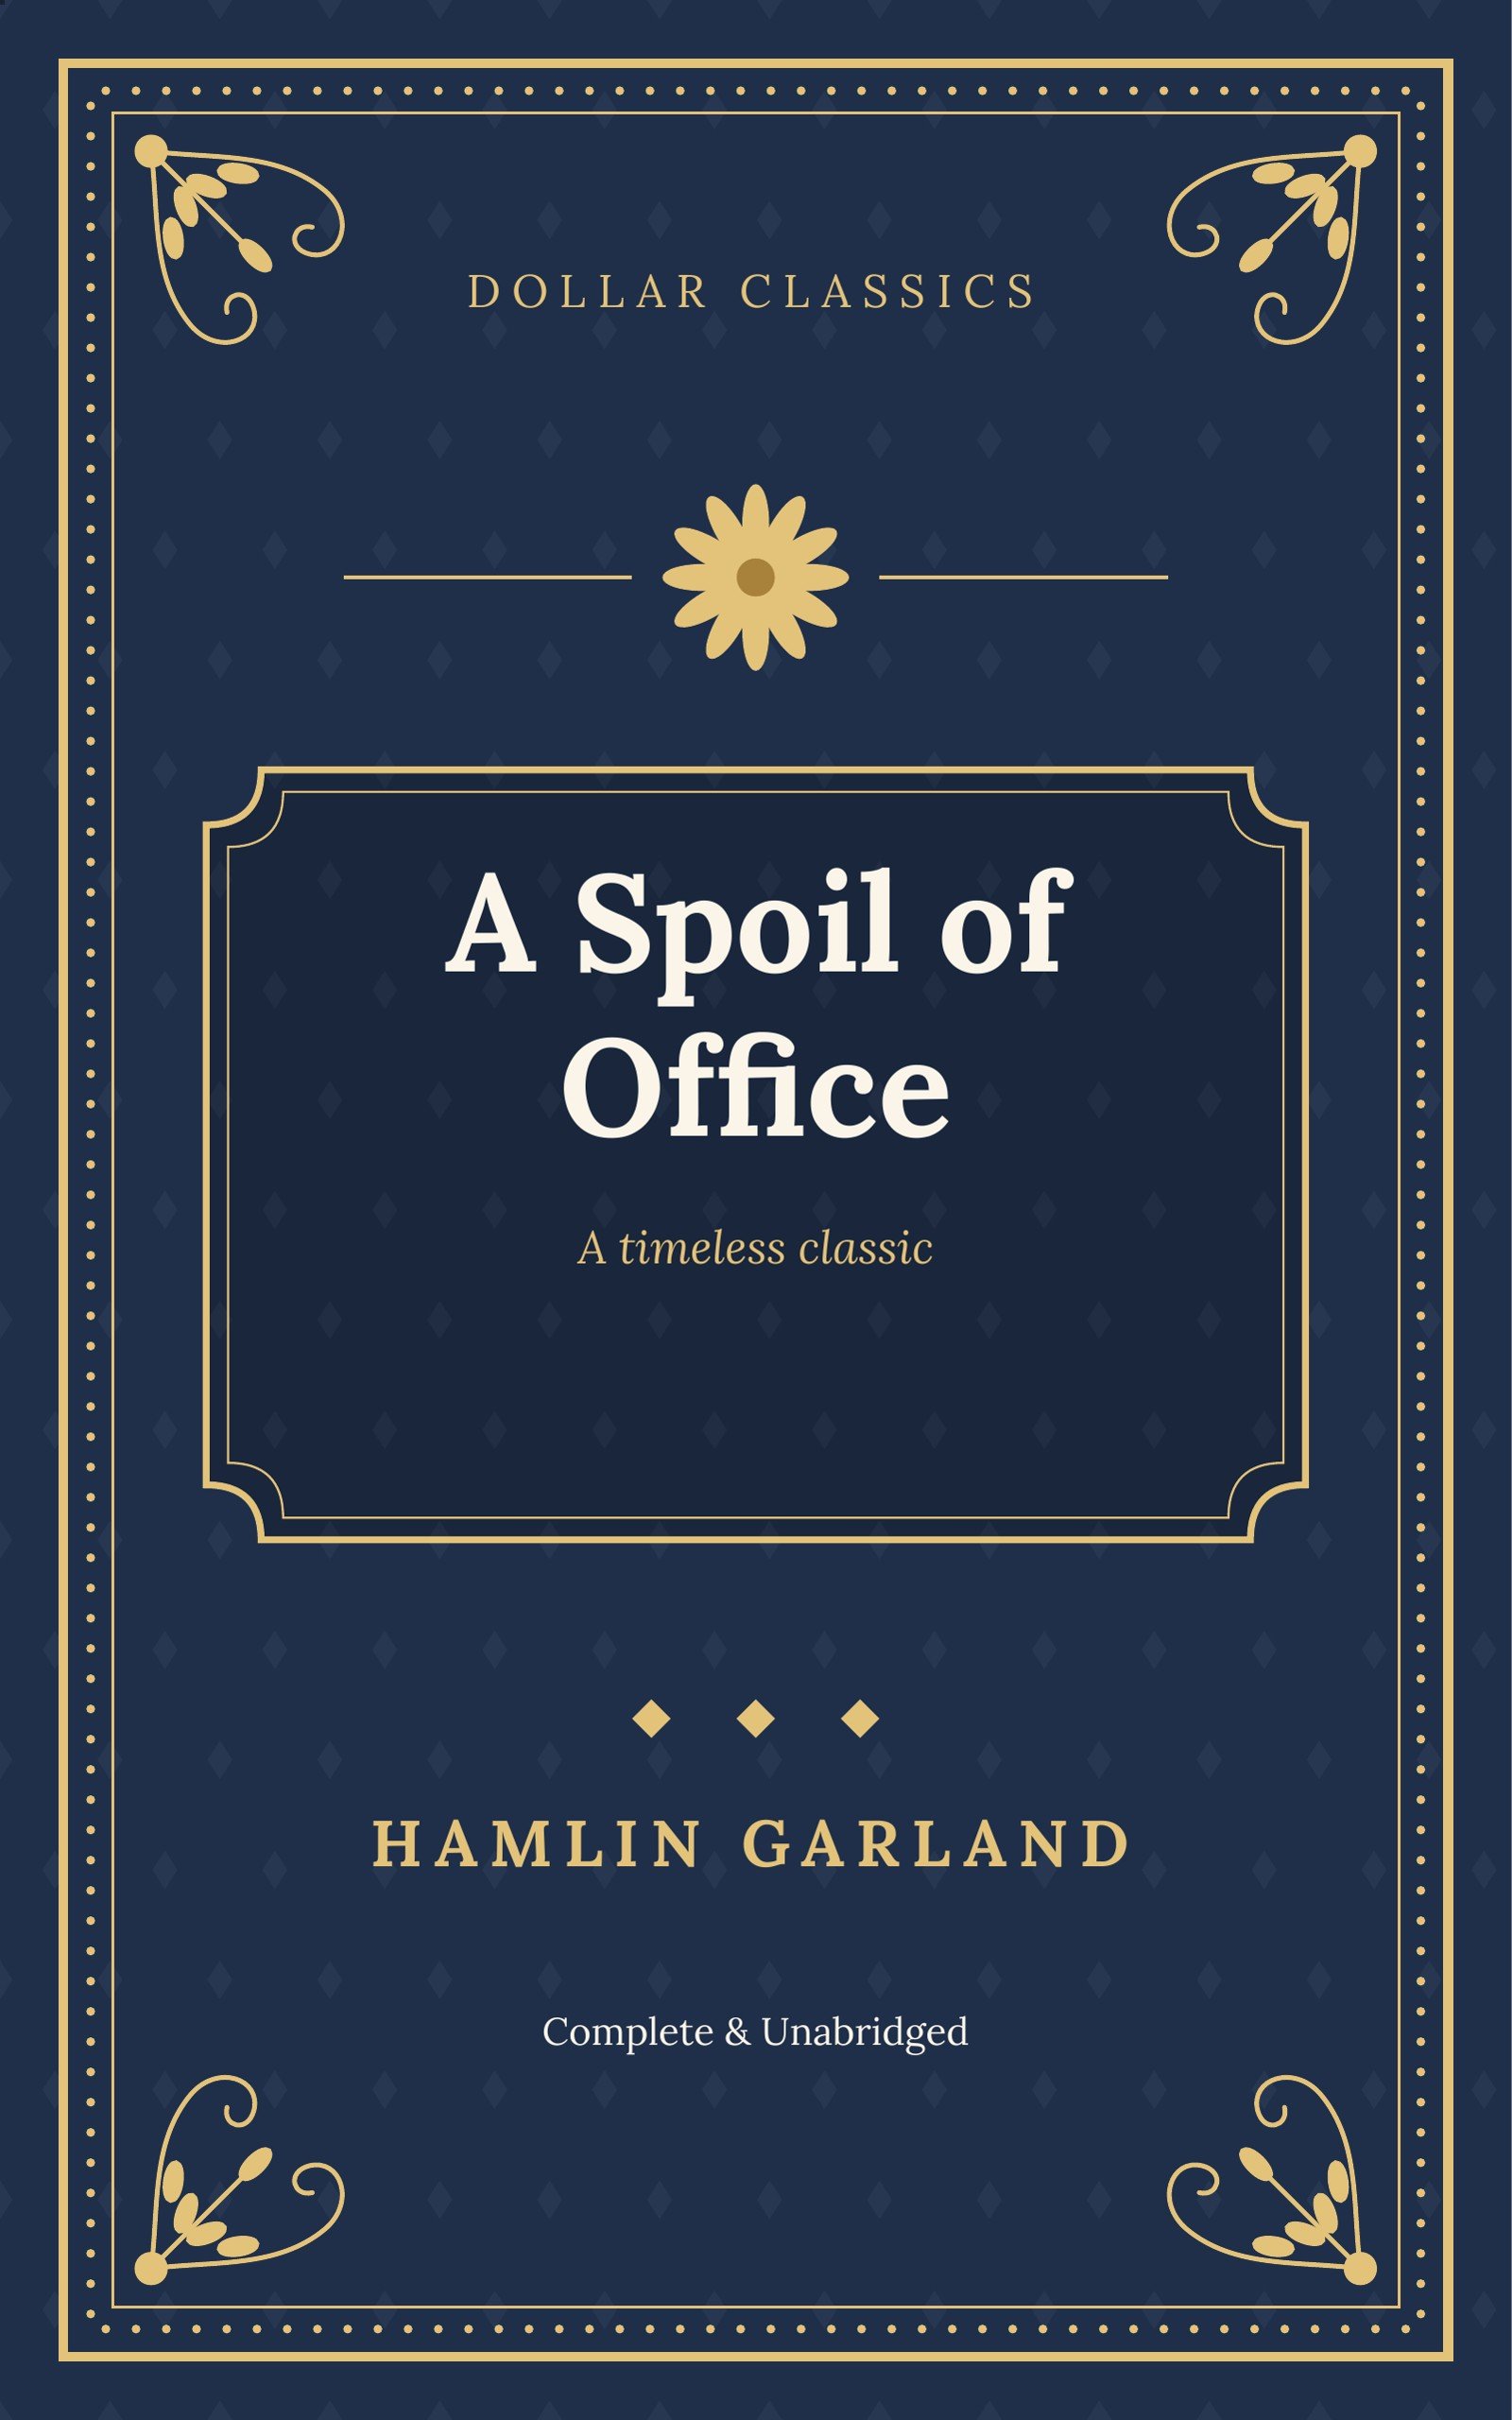 DOLLAR CLASSICS
A Spoil of
Office
A timeless classic
HAMLIN GARLAND
Complete & Unabridged